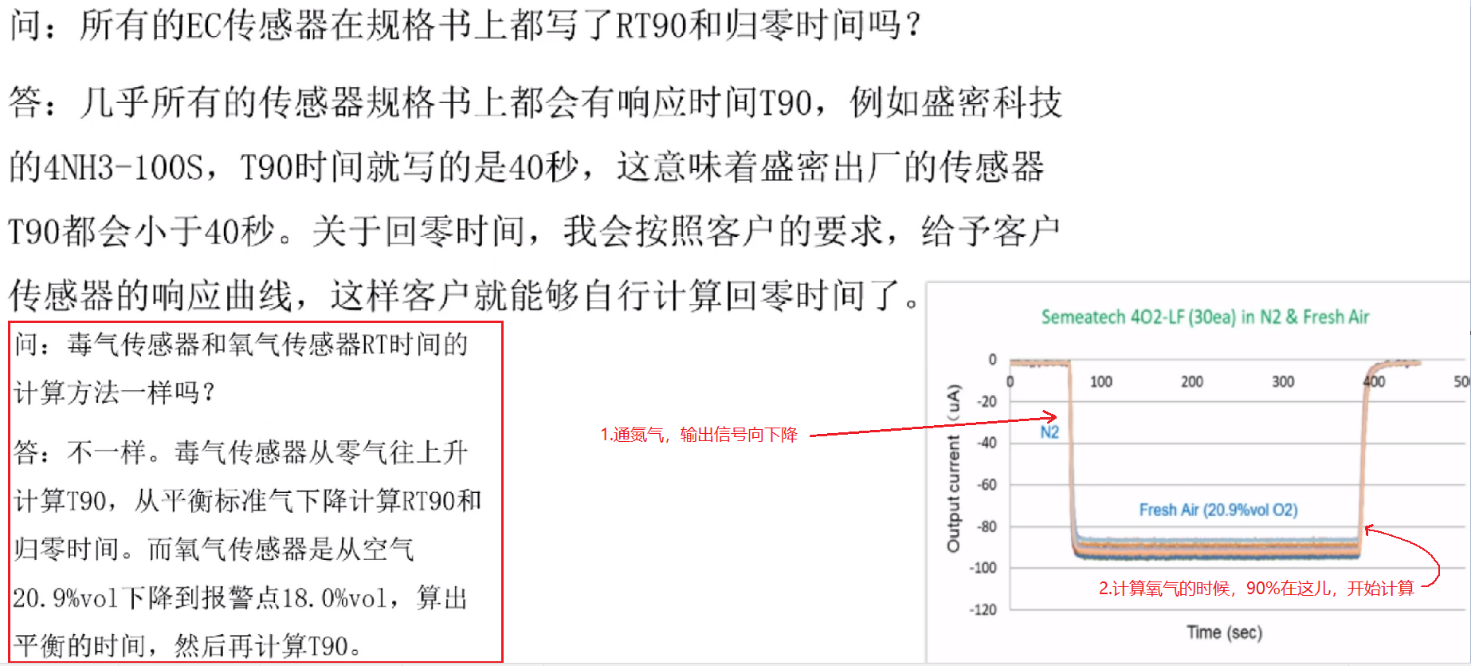 问：所有的EC传感器在规格书上都写了RT90和归零时间吗？
答：几乎所有的传感器规格书上都会有响应时间T90，例如盛密科技
的4NH3-100S，T90时间就写的是40秒，这意味着盛密出厂的传感器
T90都会小于40秒。关于回零时间，我会按照客户的要求，给予客户
传感器的响应曲线，这样客户就能够自行计算回零时间了。
问：毒气传感器和氧气传感器RT时间的
计算方法一样吗？
答：不一样。毒气传感器从零气往上升
计算T90，从平衡标准气下降计算RT90和
归零时间。而氧气传感器是从空气
20.9%vol下降到报警点18.0%vol，算出
平衡的时间，然后再计算T90。
1.通氮气，输出信号向下降
Semeatech 4O2-LF (30ea) in N2 & Fresh Air
Output current （uA)
0
-20
-40
-60
-80
-100
-120
0 100 200 300 400 50
N2
Fresh Air (20.9%vol O2)
2.计算氧气的时候，90%在这儿，开始计算
Time (sec)